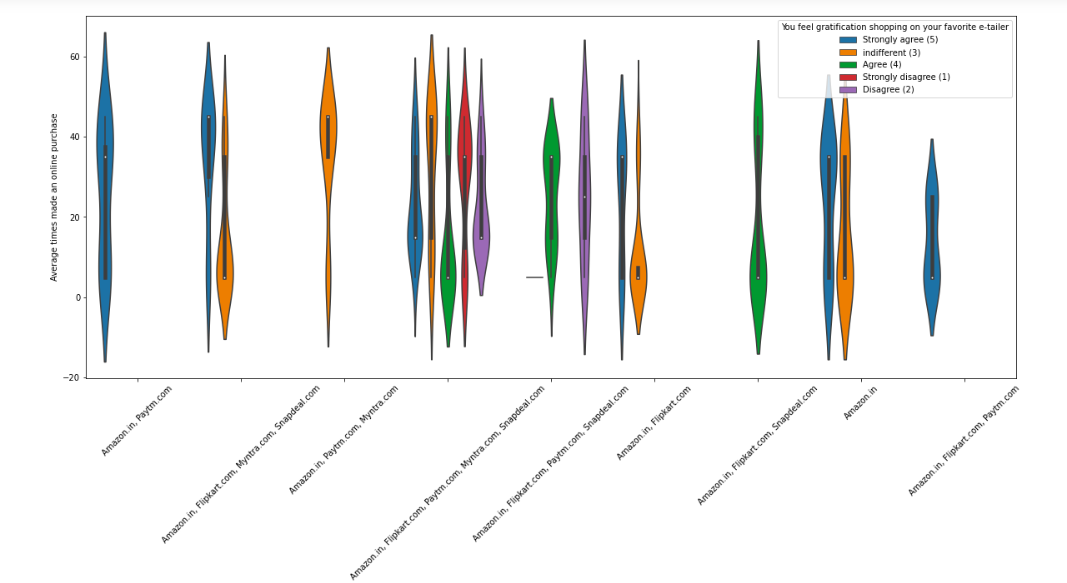 You feel gratification shopping on your favorite e-tailer
Strongly agree (5)
indifferent (3)
Agree (4)
Strongly disagree (1)
Disagree (2)
Average times made an online purchase
60
40
20
0
−20
Amazon.in, Paytm.com
Amazon.in, Flipkart.com, Myntra.com, Snapdeal.com
Amazon.in, Paytm.com, Myntra.com
Amazon.in, Flipkart.com, Paytm.com, Myntra.com, Snapdeal.com
Amazon.in, Flipkart.com, Paytm.com, Snapdeal.com
Amazon.in, Flipkart.com
Amazon.in, Flipkart.com, Snapdeal.com
Amazon.in
Amazon.in, Flipkart.com, Paytm.com